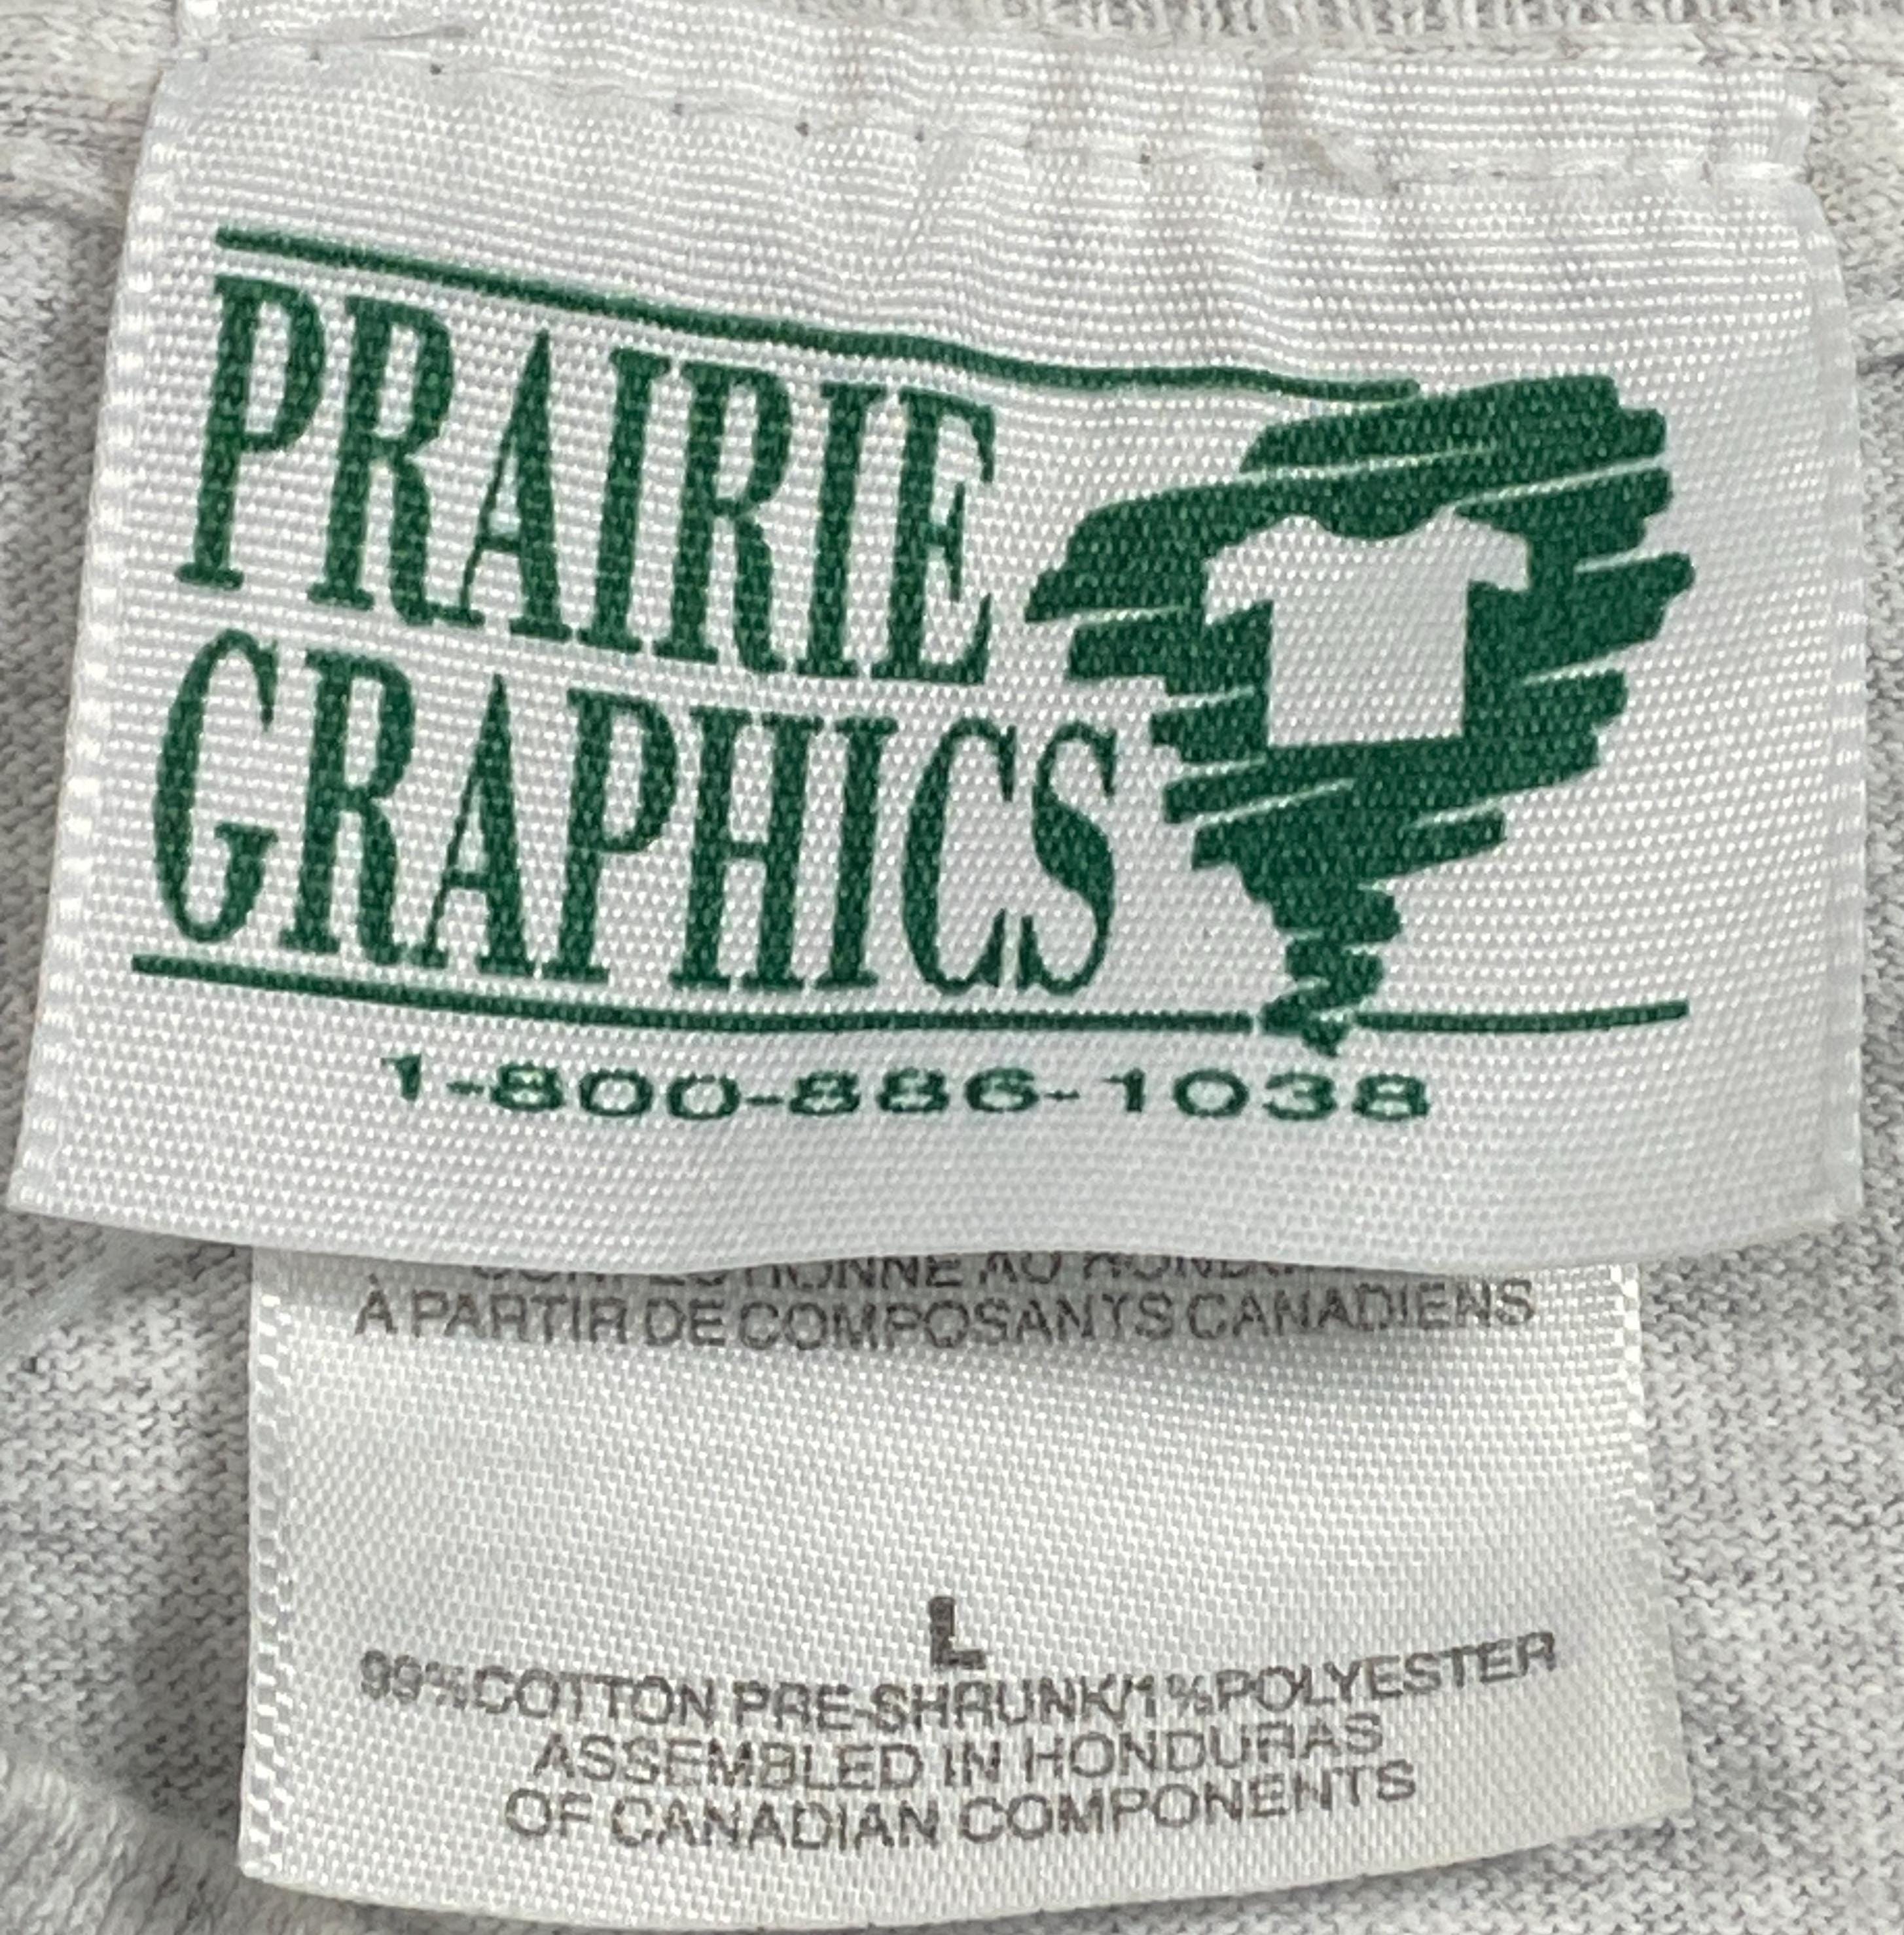 PRAIRIE
GRAPHICS
1-800-886-1038
AU
À PARTIR DE COMPOSANTS CANADIENS
L
99% COTTON PRE-SHRUNK/1% POLYESTER
ASSEMBLED IN HONDURAS
OF CANADIAN COMPONENTS